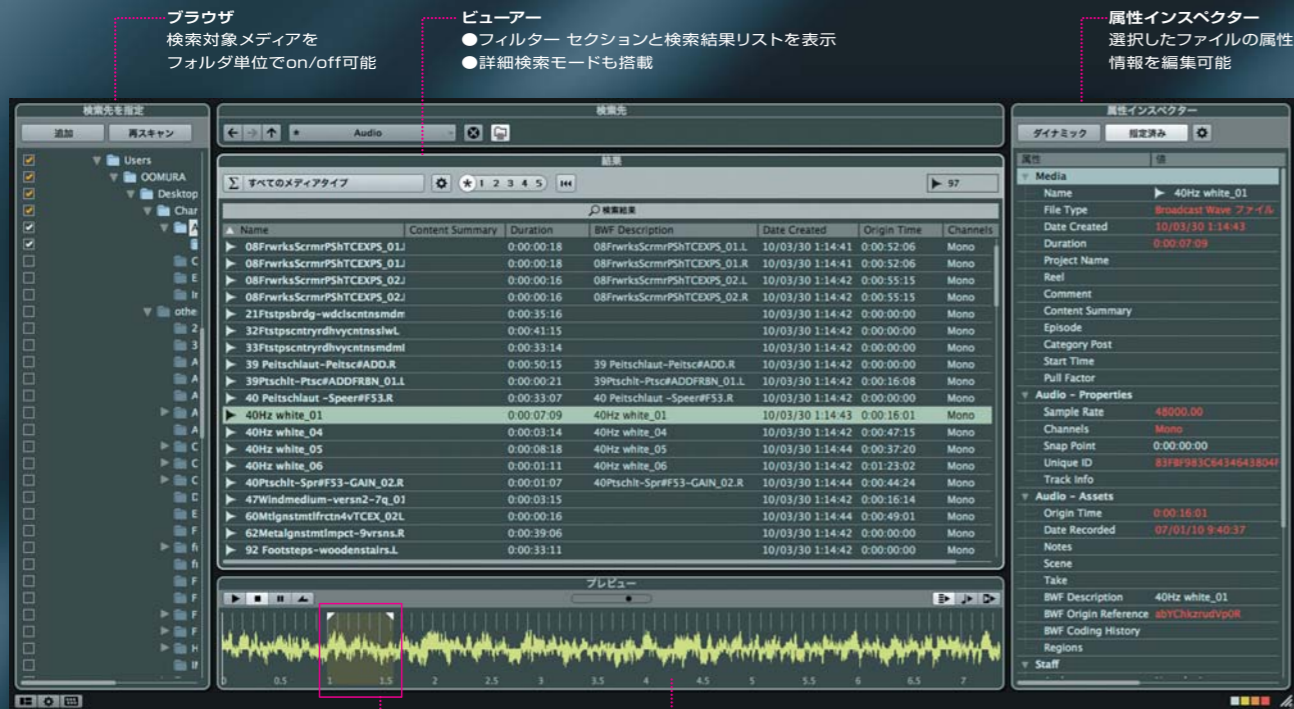 ブラウザ
検索対象メディアを
フォルダ単位でon/off可能
ビューアー
●フィルター セクションと検索結果リストを表示
●詳細検索モードも搭載
属性インスペクター
選択したファイルの属性
情報を編集可能
検索先を指定
追加 再スキャン
Users
OOMURA
Desktop
Char
A
C
E
Ir
othe
2
3
A
A
A
A
A
C
C
C
D
E
F
fi
fi
F
F
F
F
H
検索先
* Audio
結果
Σ すべてのメディアタイプ 1 2 3 4 5 97
検索結果
Name Content Summary Duration BWF Description Date Created Origin Time Channels
08FrwrksScrmrPShTCEXPS_01.l 0:00:00:18 08FrwrksScrmrPShTCEXPS_01.L 10/03/30 1:14:41 0:00:52:06 Mono
08FrwrksScrmrPShTCEXPS_01.l 0:00:00:18 08FrwrksScrmrPShTCEXPS_01.R 10/03/30 1:14:41 0:00:52:06 Mono
08FrwrksScrmrPShTCEXPS_02.l 0:00:00:16 08FrwrksScrmrPShTCEXPS_02.L 10/03/30 1:14:42 0:00:55:15 Mono
08FrwrksScrmrPShTCEXPS_02.l 0:00:00:16 08FrwrksScrmrPShTCEXPS_02.R 10/03/30 1:14:42 0:00:55:15 Mono
21Ftstpsbrdg-wdclscntnsmdm 0:00:35:16 10/03/30 1:14:42 0:00:00:00 Mono
32Ftstpscntryrdhvycntnsslwl 0:00:41:15 10/03/30 1:14:42 0:00:00:00 Mono
33Ftstpscntryrdhvycntnsmdml 0:00:33:14 10/03/30 1:14:42 0:00:00:00 Mono
39 Peitschlaut-Peitsc#ADD.R 0:00:50:15 39 Peitschlaut-Peitsc#ADD.R 10/03/30 1:14:42 0:00:00:00 Mono
39Ptschlt-Ptsc#ADDFRBN_01.L 0:00:00:21 39Ptschlt-Ptsc#ADDFRBN_01.L 10/03/30 1:14:42 0:00:16:08 Mono
40 Peitschlaut -Speer#F53.R 0:00:33:07 40 Peitschlaut -Speer#F53.R 10/03/30 1:14:42 0:00:00:00 Mono
40Hz white_01 0:00:07:09 40Hz white_01 10/03/30 1:14:43 0:00:16:01 Mono
40Hz white_04 0:00:03:14 40Hz white_04 10/03/30 1:14:42 0:00:47:15 Mono
40Hz white_05 0:00:08:18 40Hz white_05 10/03/30 1:14:44 0:00:37:20 Mono
40Hz white_06 0:00:01:11 40Hz white_06 10/03/30 1:14:42 0:01:23:02 Mono
40Ptschlt-Spr#F53-GAIN_02.R 0:00:01:07 40Ptschlt-Spr#F53-GAIN_02.R 10/03/30 1:14:44 0:00:44:24 Mono
47Windmedium-versn2-7q_01 0:00:03:15 10/03/30 1:14:42 0:00:16:14 Mono
60Mtlgnstmtlfrctn4vTCEX_02L 0:00:00:16 10/03/30 1:14:44 0:00:49:01 Mono
62Metalgnstmtlmpct-9vrsns.R 0:00:39:06 10/03/30 1:14:42 0:00:00:00 Mono
92 Footsteps-woodenstairs.L 0:00:33:11 10/03/30 1:14:42 0:00:00:00 Mono
プレビュー
0 0.5 1 1.5 2 2.5 3 3.5 4 4.5 5 5.5 6 6.5 7
属性インスペクター
ダイナミック 指定済み
属性 値
Media
Name 40Hz white_01
File Type Broadcast Wave ファイル
Date Created 10/03/30 1:14:43
Duration 0:00:07:09
Project Name
Reel
Comment
Content Summary
Episode
Category Post
Start Time
Pull Factor
Audio - Properties
Sample Rate 48000.00
Channels Mono
Snap Point 0:00:00:00
Unique ID
Track Info
Audio - Assets
Origin Time 0:00:16:01
Date Recorded 07/01/10 9:40:37
Notes
Scene
Take
BWF Description 40Hz white_01
BWF Origin Reference abYChkzrudVp0R
BWF Coding History
Regions
Staff